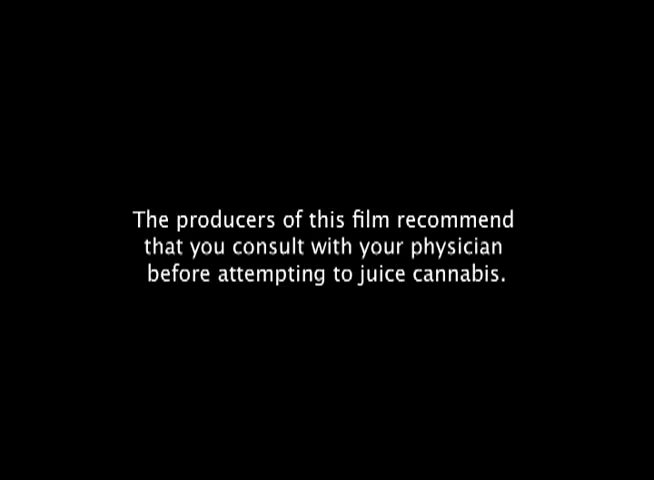 The producers of this film recommend
that you consult with your physician
before attempting to juice cannabis.